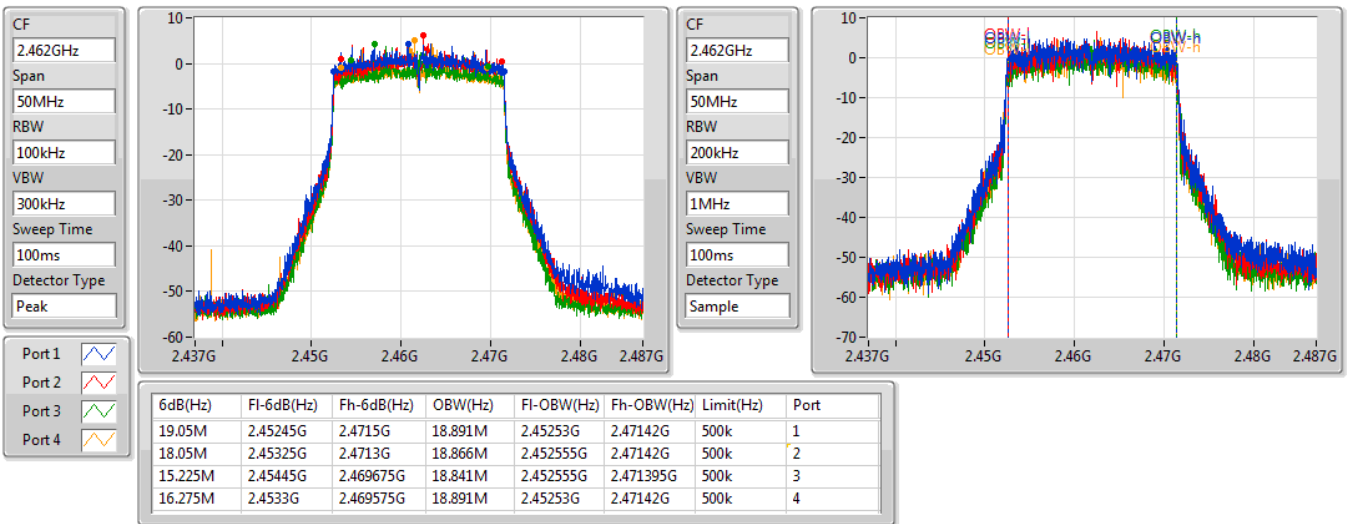 CF
2.462GHz
Span
50MHz
RBW
100kHz
VBW
300kHz
Sweep Time
100ms
Detector Type
Peak
10
0
-10
-20
-30
-40
-50
-60
2.437G 2.45G 2.46G 2.47G 2.48G 2.487G
CF
2.462GHz
Span
50MHz
RBW
200kHz
VBW
1MHz
Sweep Time
100ms
Detector Type
Sample
OBW-l OBW-h
10
0
-10
-20
-30
-40
-50
-60
-70
2.437G 2.45G 2.46G 2.47G 2.48G 2.487G
Port 1
Port 2
Port 3
Port 4
6dB(Hz) Fl-6dB(Hz) Fh-6dB(Hz) OBW(Hz) Fl-OBW(Hz) Fh-OBW(Hz) Limit(Hz) Port
19.05M 2.45245G 2.4715G 18.891M 2.45253G 2.47142G 500k 1
18.05M 2.45325G 2.4713G 18.866M 2.452555G 2.47142G 500k 2
15.225M 2.45445G 2.469675G 18.841M 2.452555G 2.471395G 500k 3
16.275M 2.4533G 2.469575G 18.891M 2.45253G 2.47142G 500k 4